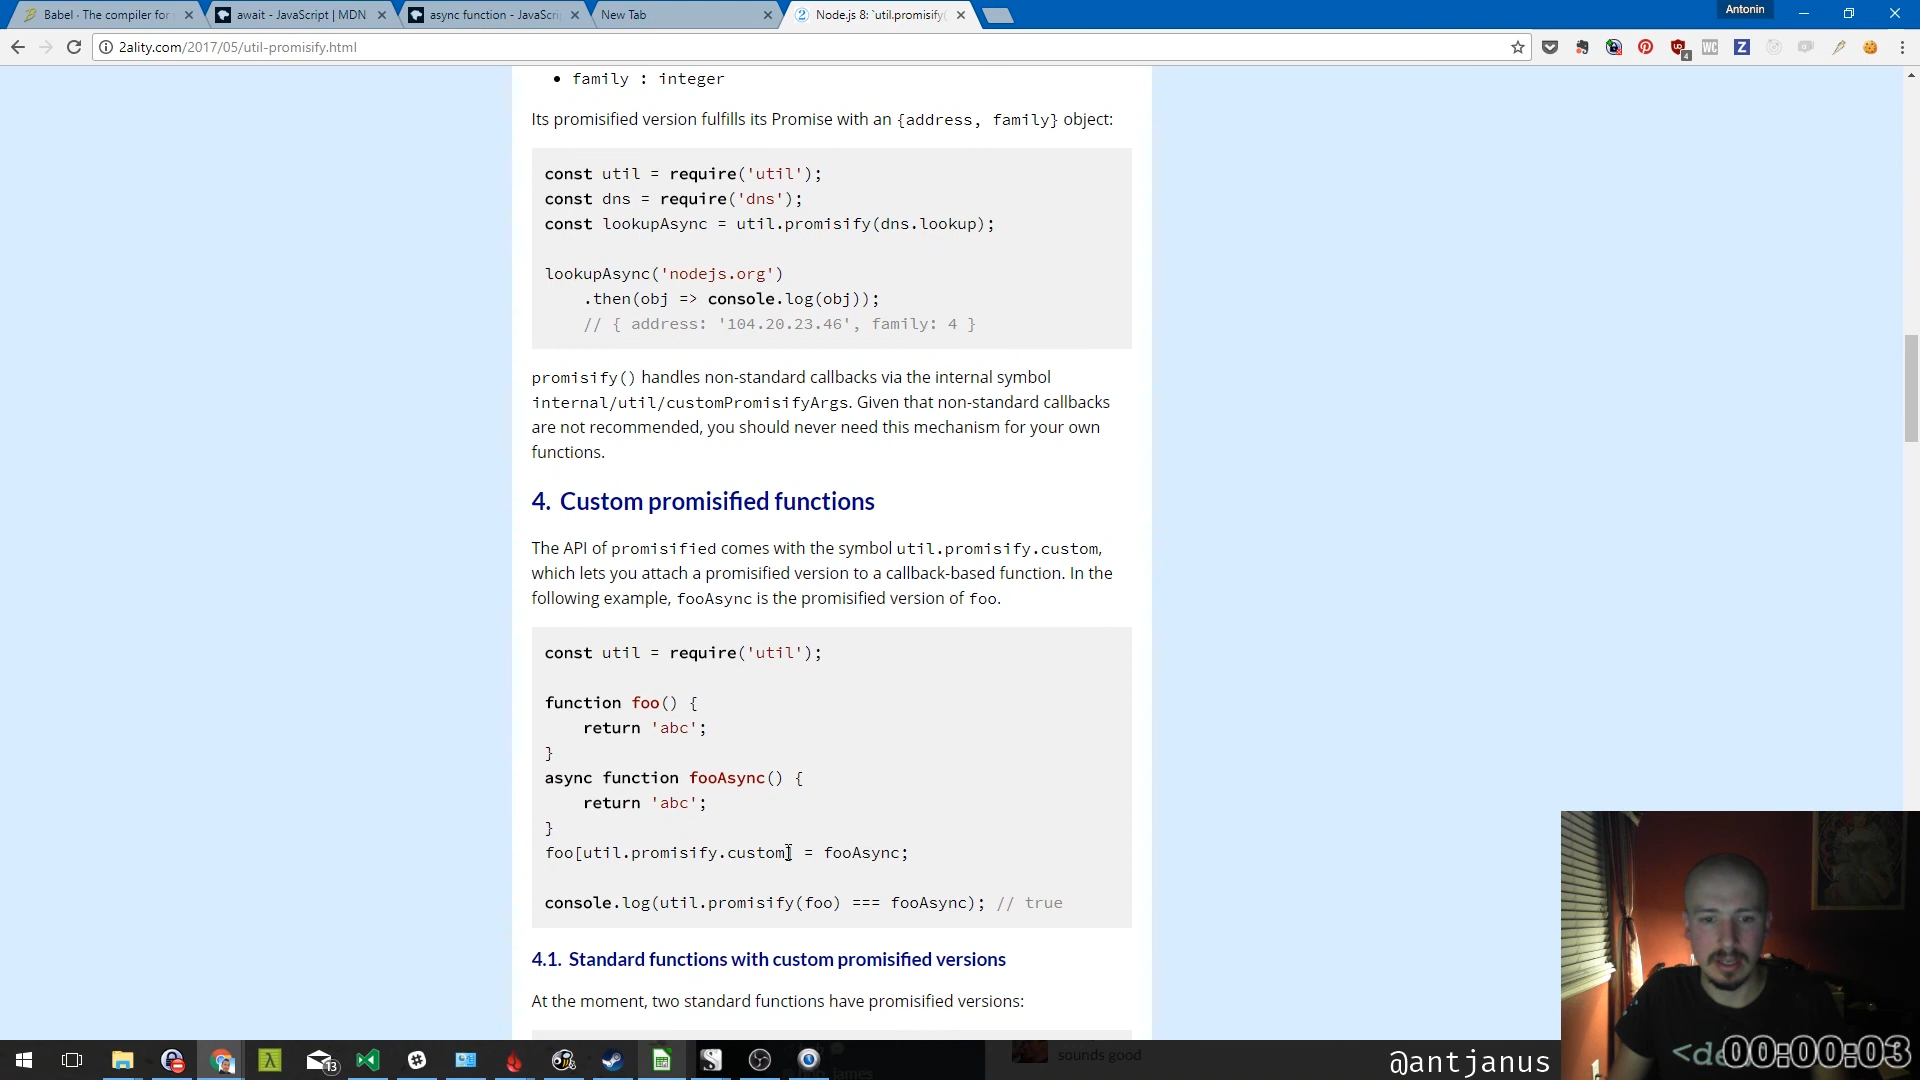 Babel · The compiler for
await - JavaScript | MDN
async function - JavaScri
New Tab
Node.js 8: `util.promisify(
Antonin
2ality.com/2017/05/util-promisify.html
4
WC
Z
• family : integer
Its promisified version fulfills its Promise with an {address, family} object:
const util = require('util');
const dns = require('dns');
const lookupAsync = util.promisify(dns.lookup);
lookupAsync('nodejs.org')
.then(obj => console.log(obj));
// { address: '104.20.23.46', family: 4 }
promisify() handles non-standard callbacks via the internal symbol
internal/util/customPromisifyArgs. Given that non-standard callbacks
are not recommended, you should never need this mechanism for your own
functions.
4. Custom promisified functions
The API of promisified comes with the symbol util.promisify.custom,
which lets you attach a promisified version to a callback-based function. In the
following example, fooAsync is the promisified version of foo.
const util = require('util');
function foo() {
return 'abc';
}
async function fooAsync() {
return 'abc';
}
foo[util.promisify.custom] = fooAsync;
console.log(util.promisify(foo) === fooAsync); // true
4.1. Standard functions with custom promisified versions
At the moment, two standard functions have promisified versions:
13
sounds good
@antjanus
<de
00:00:03